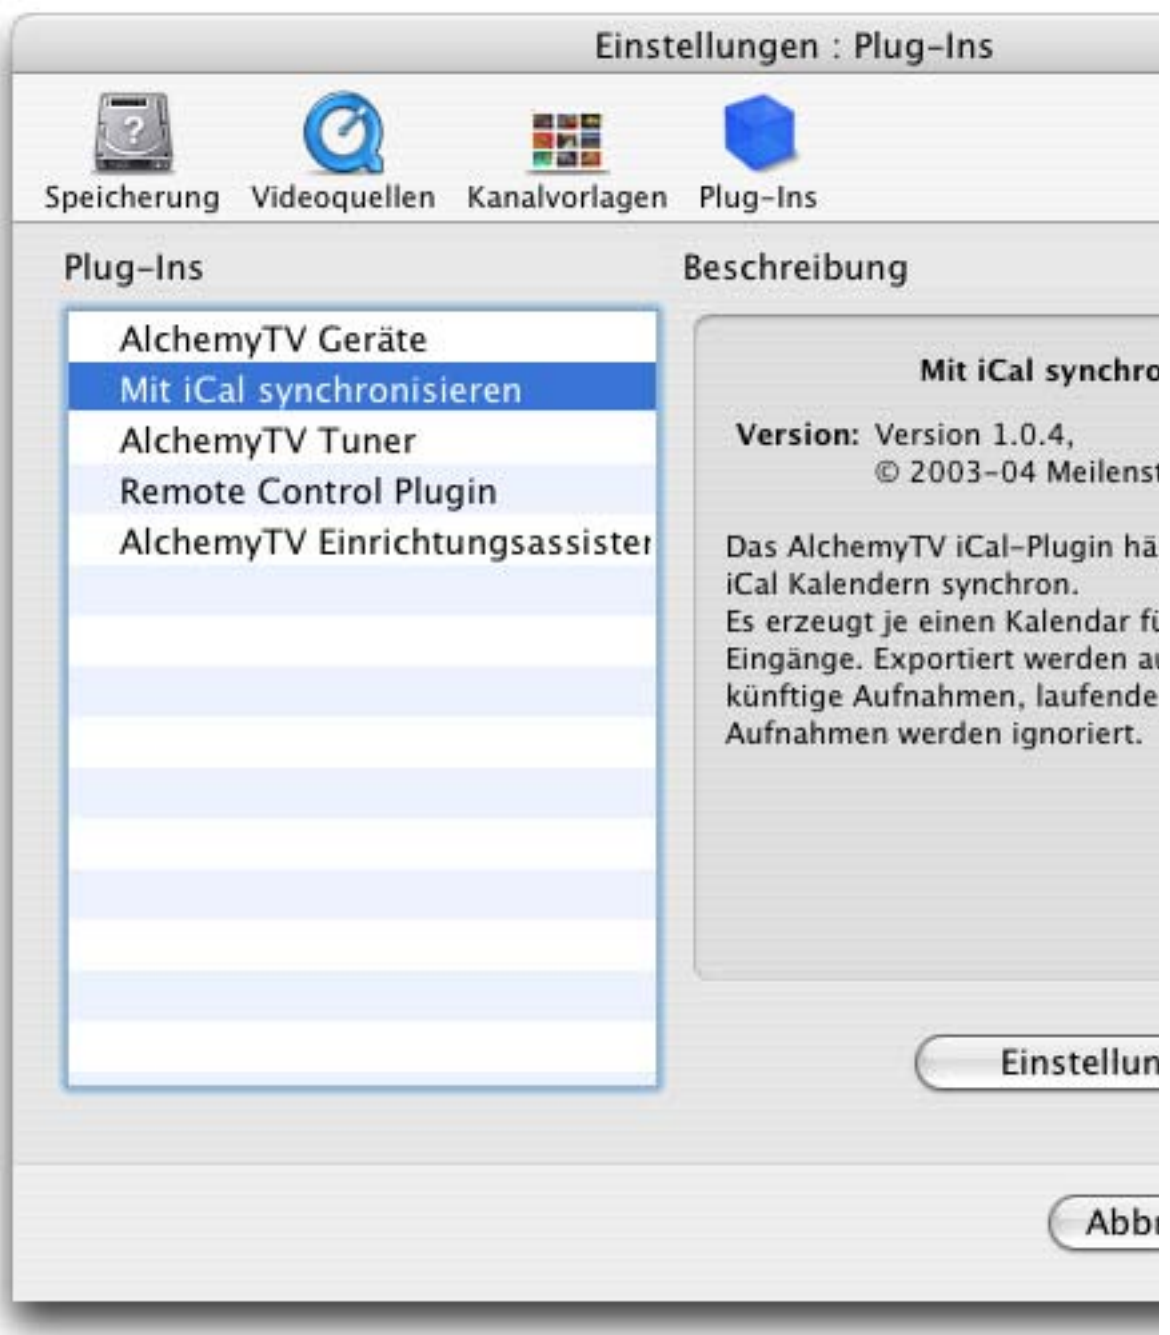 Einstellungen : Plug-Ins
Speicherung Videoquellen Kanalvorlagen Plug-Ins
Plug-Ins
AlchemyTV Geräte
Mit iCal synchronisieren
AlchemyTV Tuner
Remote Control Plugin
AlchemyTV
Beschreibung
Mit iCal
Version: Version 1.0.4,
© 2003-04
Das AlchemyTV iCal-Plugin
iCal Kalendern synchron.
Es erzeugt je einen Kalendar
Eingänge. Exportiert werden
künftige Aufnahmen, laufende
Aufnahmen werden ignoriert.